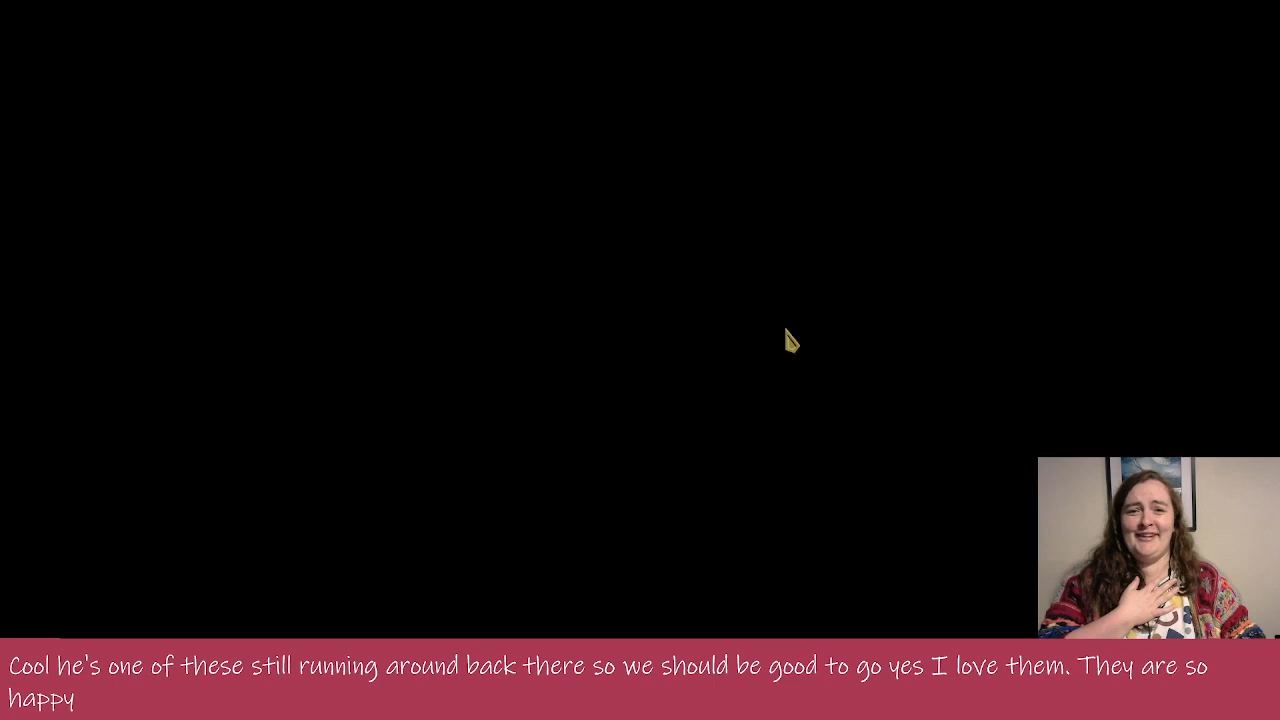 Cool he's one of these still running around back there so we should be good to go yes I love them. They are so
happy